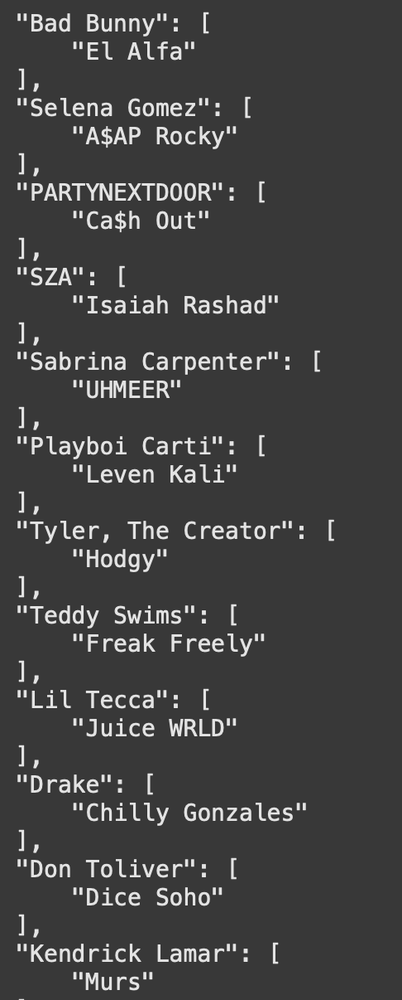 "Bad Bunny": [
"El Alfa"
],
"Selena Gomez": [
"A$AP Rocky"
],
"PARTYNEXTDOOR": [
"Ca$h Out"
],
"SZA": [
"Isaiah Rashad"
],
"Sabrina Carpenter": [
"UHMEER"
],
"Playboi Carti": [
"Leven Kali"
],
"Tyler, The Creator": [
"Hodgy"
],
"Teddy Swims": [
"Freak Freely"
],
"Lil Tecca": [
"Juice WRLD"
],
"Drake": [
"Chilly Gonzales"
],
"Don Toliver": [
"Dice Soho"
],
"Kendrick Lamar": [
"Murs"